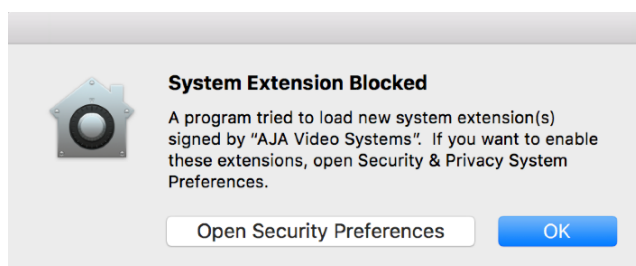 System Extension Blocked
A program tried to load new system extension(s)
signed by “AJA Video Systems”.  If you want to enable
these extensions, open Security & Privacy System
Preferences.
Open Security Preferences
OK